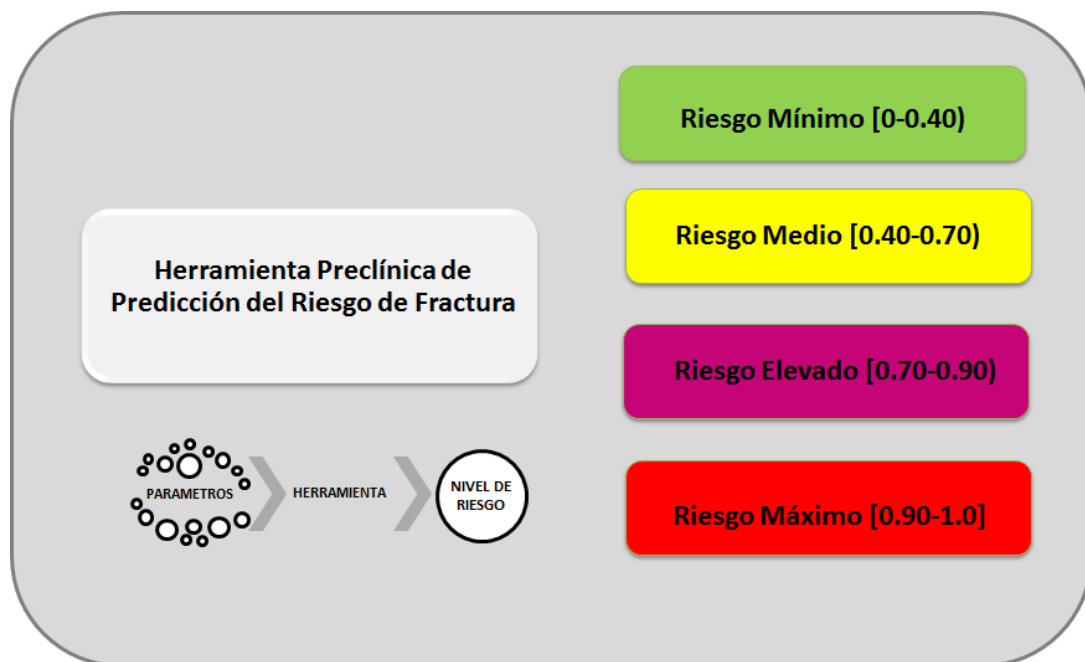 Herramienta Preclínica de
Predicción del Riesgo de Fractura
PARAMETROS
HERRAMIENTA
NIVEL DE
RIESGO
Riesgo Mínimo [0-0.40)
Riesgo Medio [0.40-0.70)
Riesgo Elevado [0.70-0.90)
Riesgo Máximo [0.90-1.0]